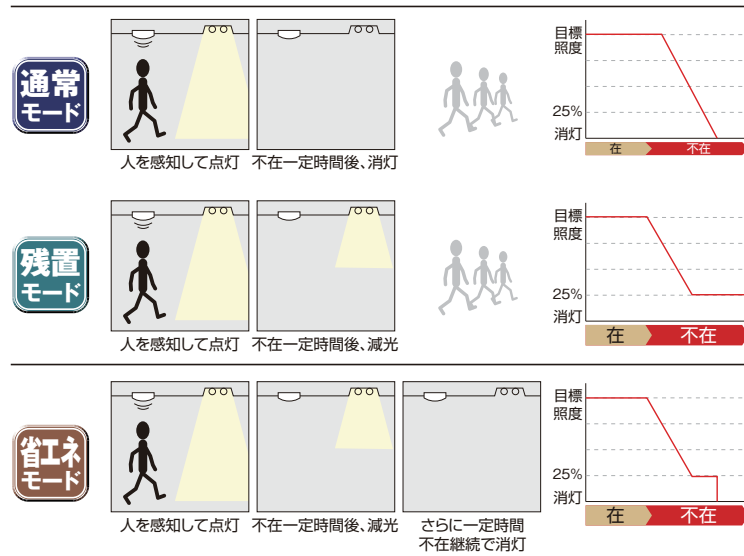 通常
モード
人を感知して点灯
不在一定時間後、消灯
目標
照度
25%
消灯
在
不在
残置
モード
人を感知して点灯
不在一定時間後、減光
目標
照度
25%
消灯
在
不在
省エネ
モード
人を感知して点灯
不在一定時間後、減光
さらに一定時間
不在継続で消灯
目標
照度
25%
消灯
在
不在